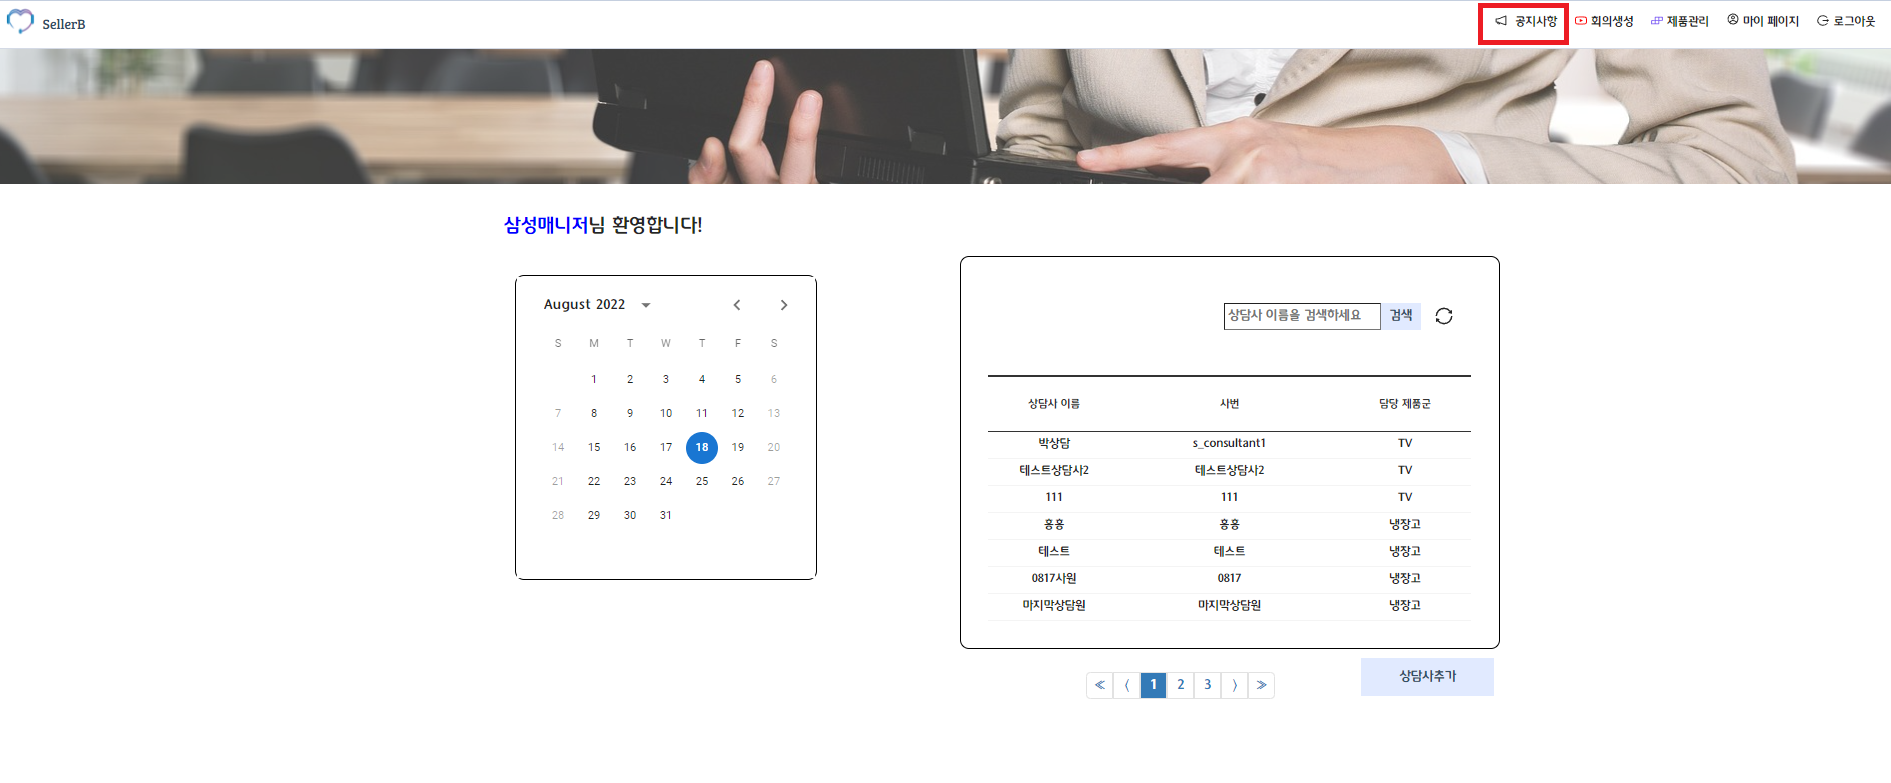 SellerB
공지사항 회의생성 제품관리 마이 페이지 로그아웃
삼성매니저님 환영합니다!
August 2022
S M T W T F S
1 2 3 4 5 6
7 8 9 10 11 12 13
14 15 16 17 18 19 20
21 22 23 24 25 26 27
28 29 30 31
상담사 이름을 검색하세요 검색
상담사 이름 사번 담당 제품군
박상담 s_consultant1 TV
테스트상담사2 테스트상담사2 TV
111 111 TV
홍홍 홍홍 냉장고
테스트 테스트 냉장고
0817사원 0817 냉장고
마지막상담원 마지막상담원 냉장고
≪ ⟨ 1 2 3 ⟩ ≫
상담사추가